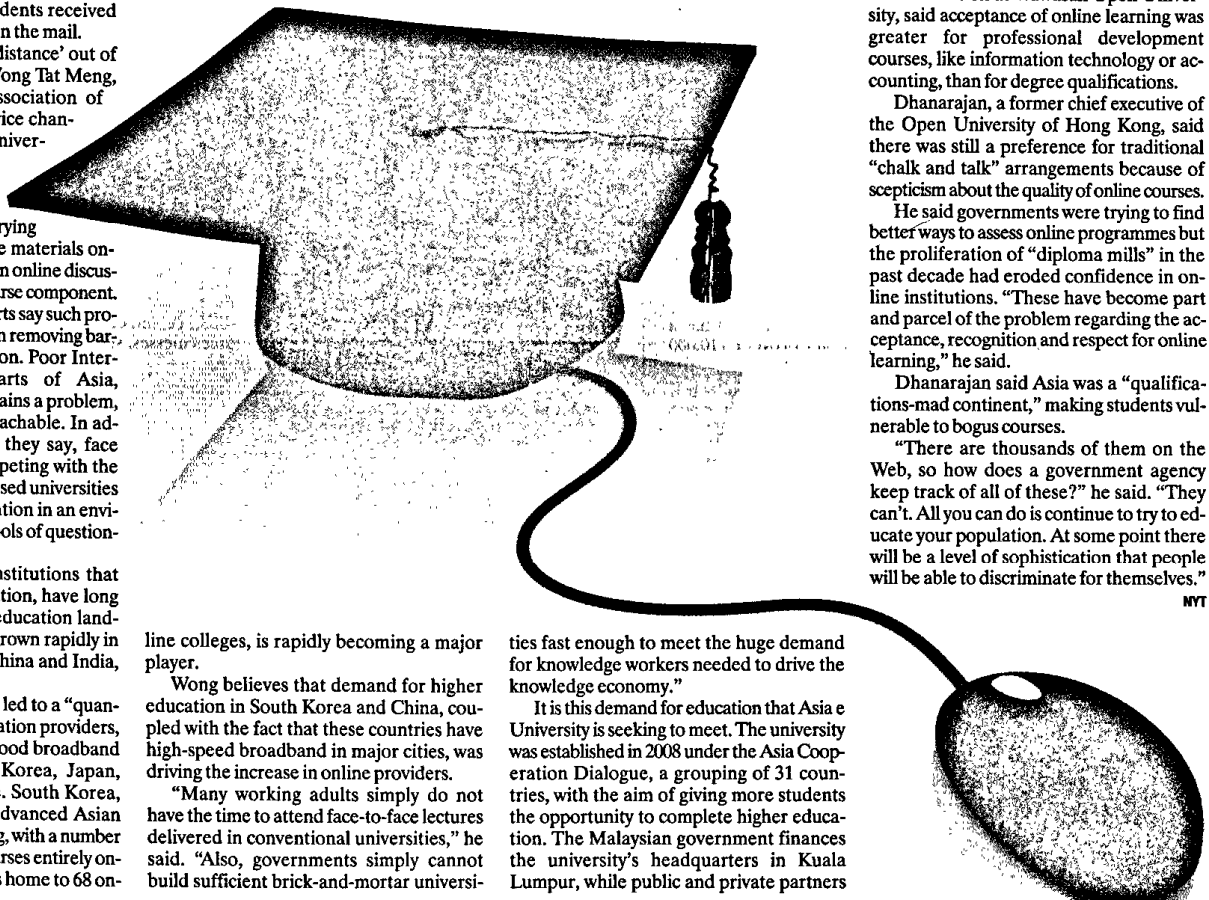 dents received
n the mail.
distance' out of
Wong Tat Meng,
ssociation of
vice chan-
niver-
rying
e materials on-
n online discus-
rse component.
rts say such pro-
n removing bar-
on. Poor Inter-
arts of Asia,
ains a problem,
achable. In ad-
they say, face
peting with the
sed universities
ation in an envi-
ols of question-
nstitutions that
tion, have long
education land-
rown rapidly in
China and India,
led to a “quan-
ation providers,
ood broadband
Korea, Japan,
. South Korea,
dvanced Asian
g, with a number
rses entirely on-
s home to 68 on-
line colleges, is rapidly becoming a major
player.
Wong believes that demand for higher
education in South Korea and China, cou-
pled with the fact that these countries have
high-speed broadband in major cities, was
driving the increase in online providers.
“Many working adults simply do not
have the time to attend face-to-face lectures
delivered in conventional universities,” he
said. “Also, governments simply cannot
build sufficient brick-and-mortar universi-
ties fast enough to meet the huge demand
for knowledge workers needed to drive the
knowledge economy.”
It is this demand for education that Asia e
University is seeking to meet. The university
was established in 2008 under the Asia Coop-
eration Dialogue, a grouping of 31 coun-
tries, with the aim of giving more students
the opportunity to complete higher educa-
tion. The Malaysian government finances
the university's headquarters in Kuala
Lumpur, while public and private partners
Wawasan Open Univer-
sity, said acceptance of online learning was
greater for professional development
courses, like information technology or ac-
counting, than for degree qualifications.
Dhanarajan, a former chief executive of
the Open University of Hong Kong, said
there was still a preference for traditional
“chalk and talk” arrangements because of
scepticism about the quality of online courses.
He said governments were trying to find
better ways to assess online programmes but
the proliferation of “diploma mills” in the
past decade had eroded confidence in on-
line institutions. “These have become part
and parcel of the problem regarding the ac-
ceptance, recognition and respect for online
learning,” he said.
Dhanarajan said Asia was a “qualifica-
tions-mad continent,” making students vul-
nerable to bogus courses.
“There are thousands of them on the
Web, so how does a government agency
keep track of all of these?” he said. “They
can't. All you can do is continue to try to ed-
ucate your population. At some point there
will be a level of sophistication that people
will be able to discriminate for themselves.”
NYT